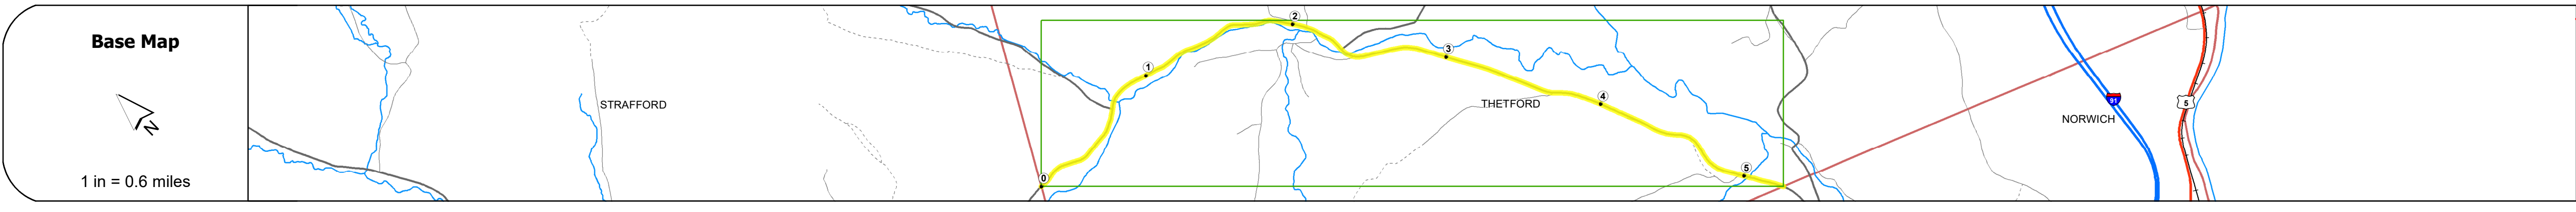 Base Map
N
1 in = 0.6 miles
STRAFFORD
0
1
2
3
4
5
THETFORD
NORWICH
91
5